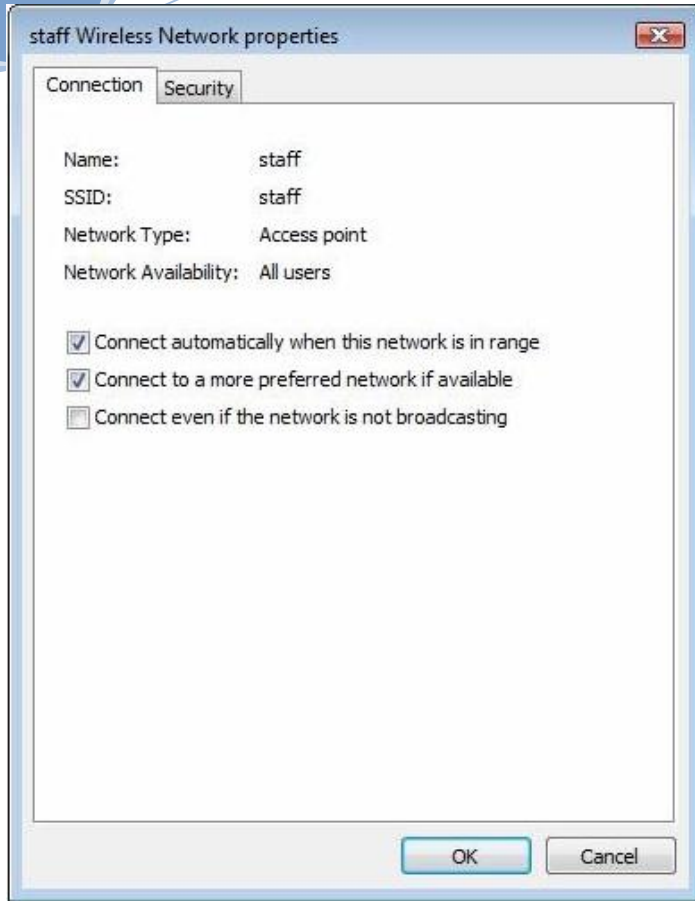 staff Wireless Network properties
Connection Security
Name: staff
SSID: staff
Network Type: Access point
Network Availability: All users
Connect automatically when this network is in range
Connect to a more preferred network if available
Connect even if the network is not broadcasting
OK Cancel